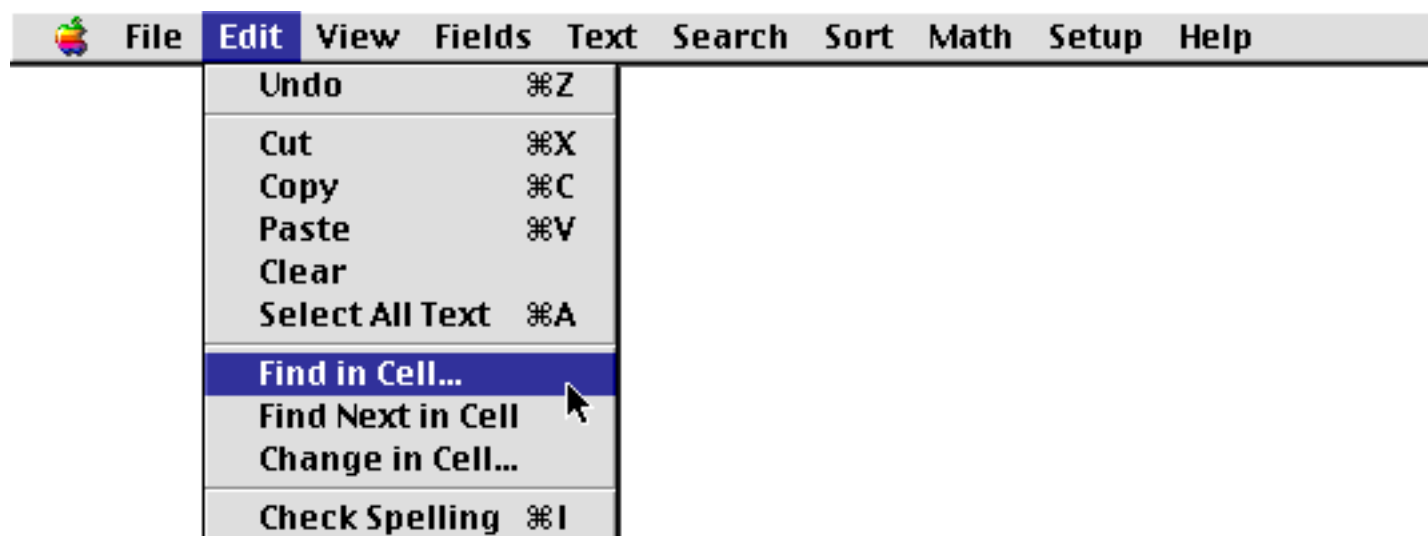 File Edit View Fields Text Search Sort Math Setup Help
Undo ⌘Z
Cut ⌘X
Copy ⌘C
Paste ⌘V
Clear
Select All Text ⌘A
Find in Cell...
Find Next in Cell
Change in Cell...
Check Spelling ⌘I